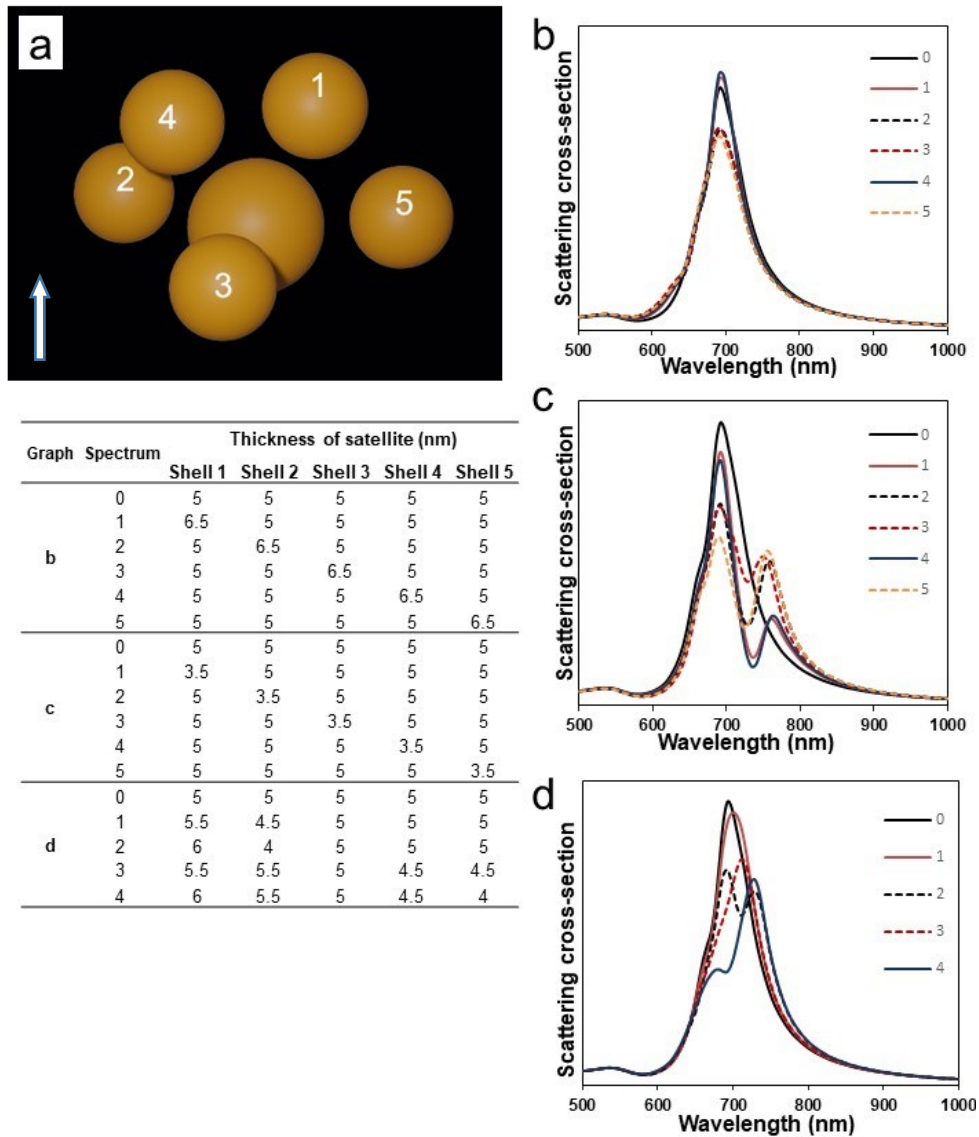 a
1
4
2
5
3
b
Scattering cross-section
0
1
2
3
4
5
500 600 700 800 900 1000
Wavelength (nm)
Graph Spectrum Thickness of satellite (nm)
Shell 1 Shell 2 Shell 3 Shell 4 Shell 5
b
0 5 5 5 5 5
1 6.5 5 5 5 5
2 5 6.5 5 5 5
3 5 5 6.5 5 5
4 5 5 5 6.5 5
5 5 5 5 5 6.5
c
0 5 5 5 5 5
1 3.5 5 5 5 5
2 5 3.5 5 5 5
3 5 5 3.5 5 5
4 5 5 5 3.5 5
5 5 5 5 5 3.5
d
0 5 5 5 5 5
1 5.5 4.5 5 5 5
2 6 4 5 5 5
3 5.5 5.5 5 4.5 4.5
4 6 5.5 5 4.5 4
c
Scattering cross-section
0
1
2
3
4
5
500 600 700 800 900 1000
Wavelength (nm)
d
Scattering cross-section
0
1
2
3
4
500 600 700 800 900 1000
Wavelength (nm)